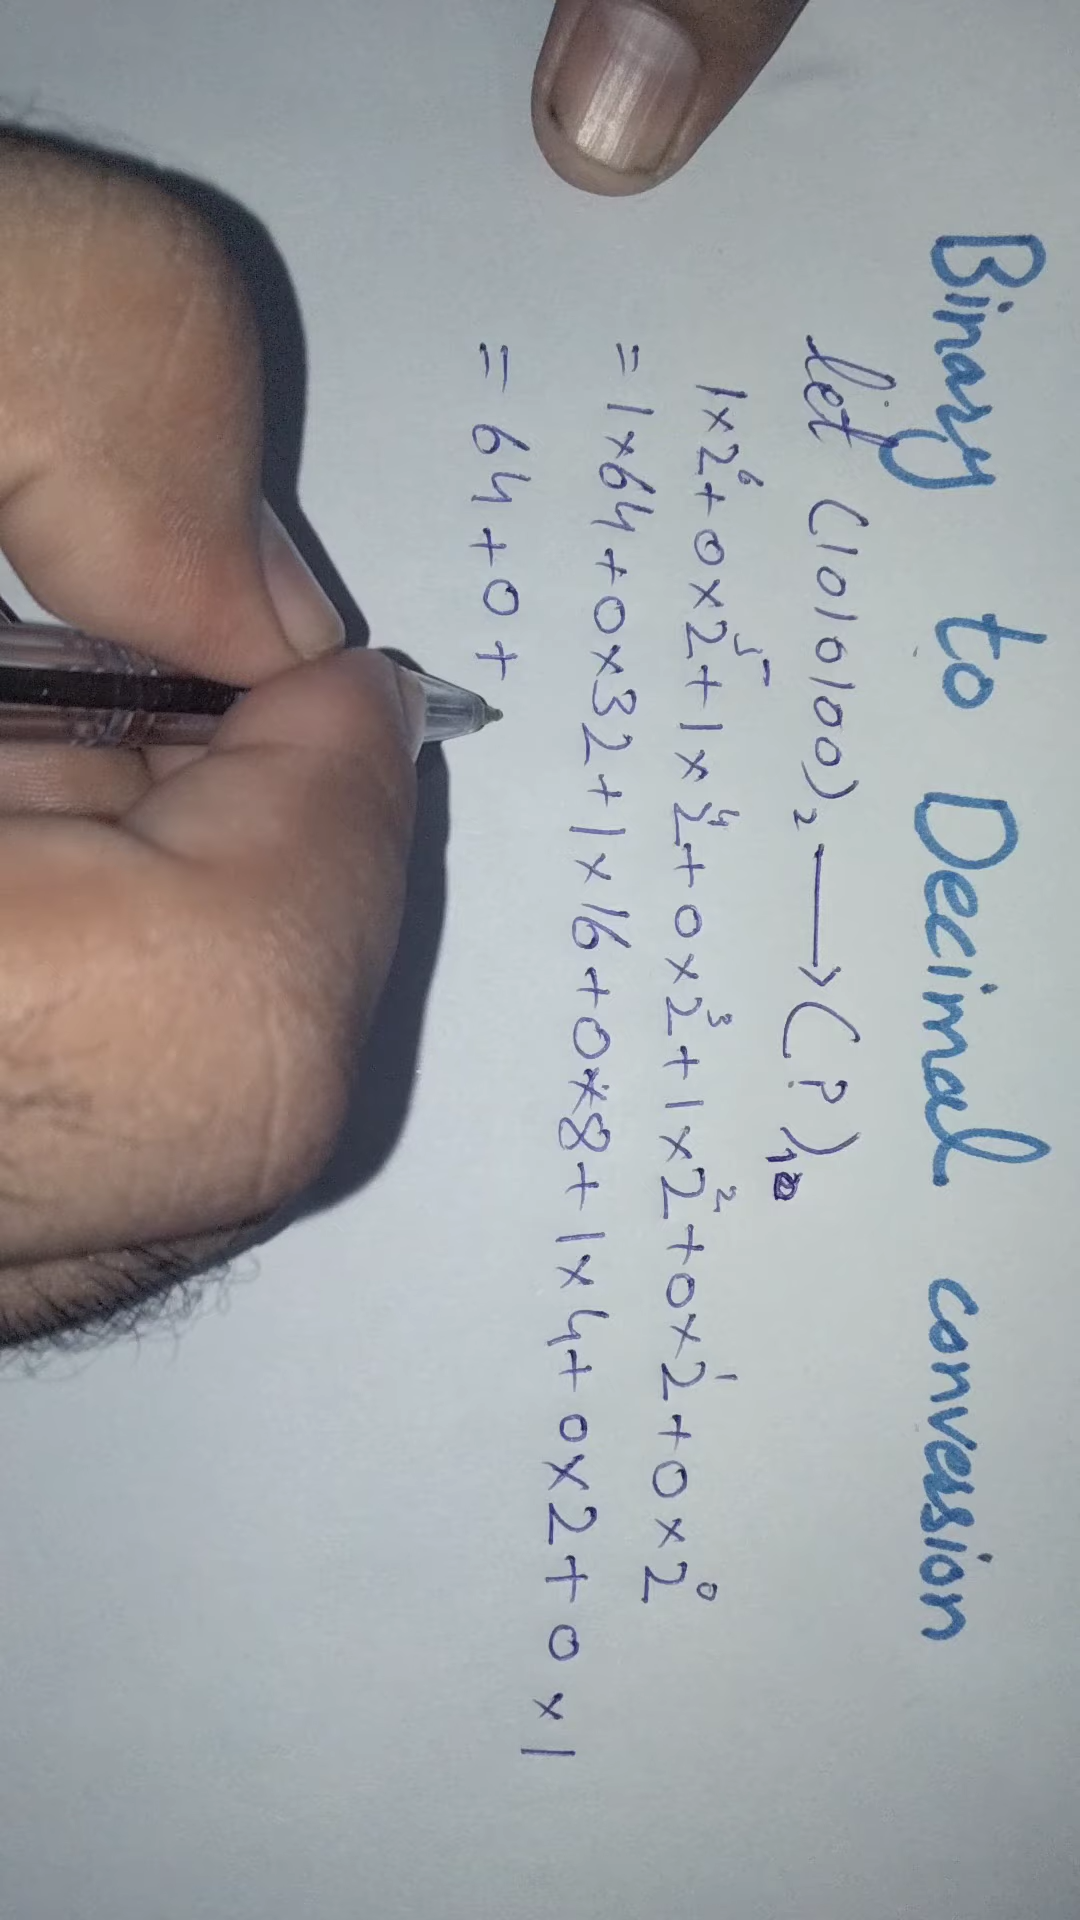 Binary to Decimal conversion
let (1010100)₂ → (?)₁₀
1×2⁶+0×2⁵+1×2⁴+0×2³+1×2²+0×2¹+0×2⁰
= 1×64+0×32+1×16+0×8+1×4+0×2+0×1
= 64+0+